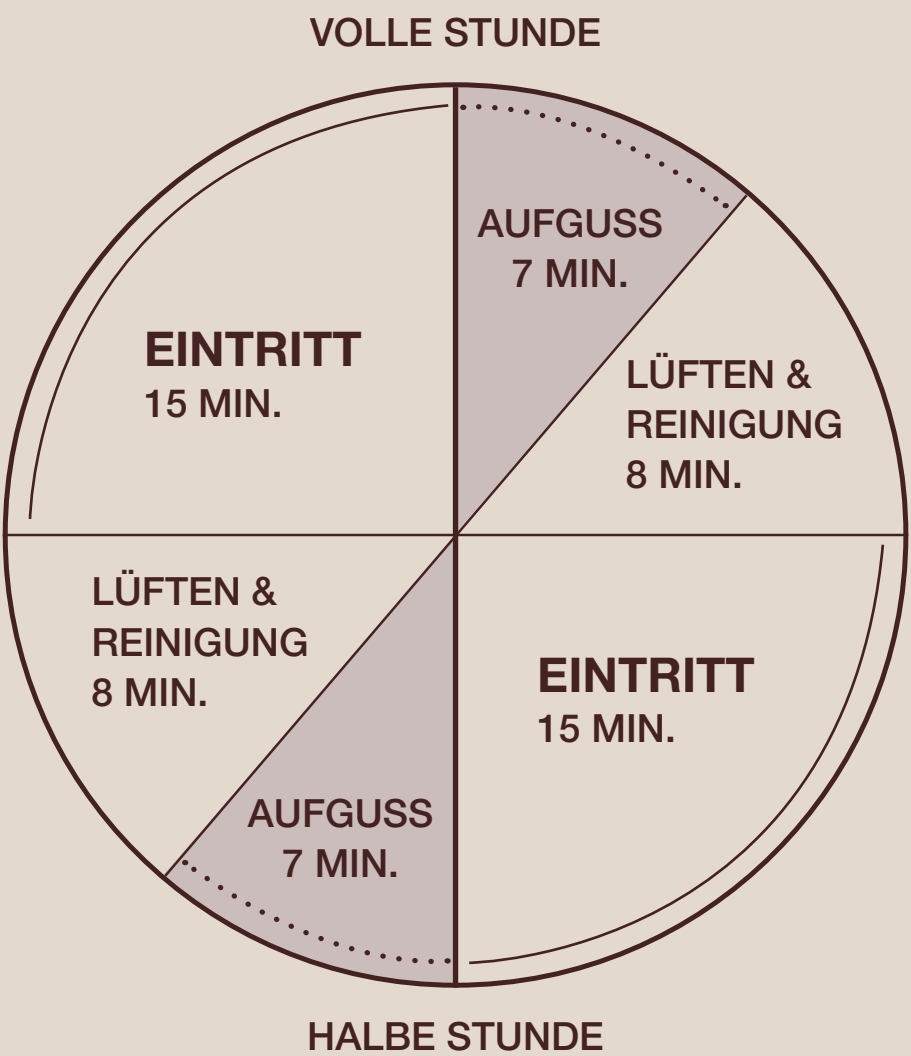 VOLLE STUNDE
AUFGUSS
7 MIN.
EINTRITT
15 MIN.
LÜFTEN &
REINIGUNG
8 MIN.
LÜFTEN &
REINIGUNG
8 MIN.
EINTRITT
15 MIN.
AUFGUSS
7 MIN.
HALBE STUNDE